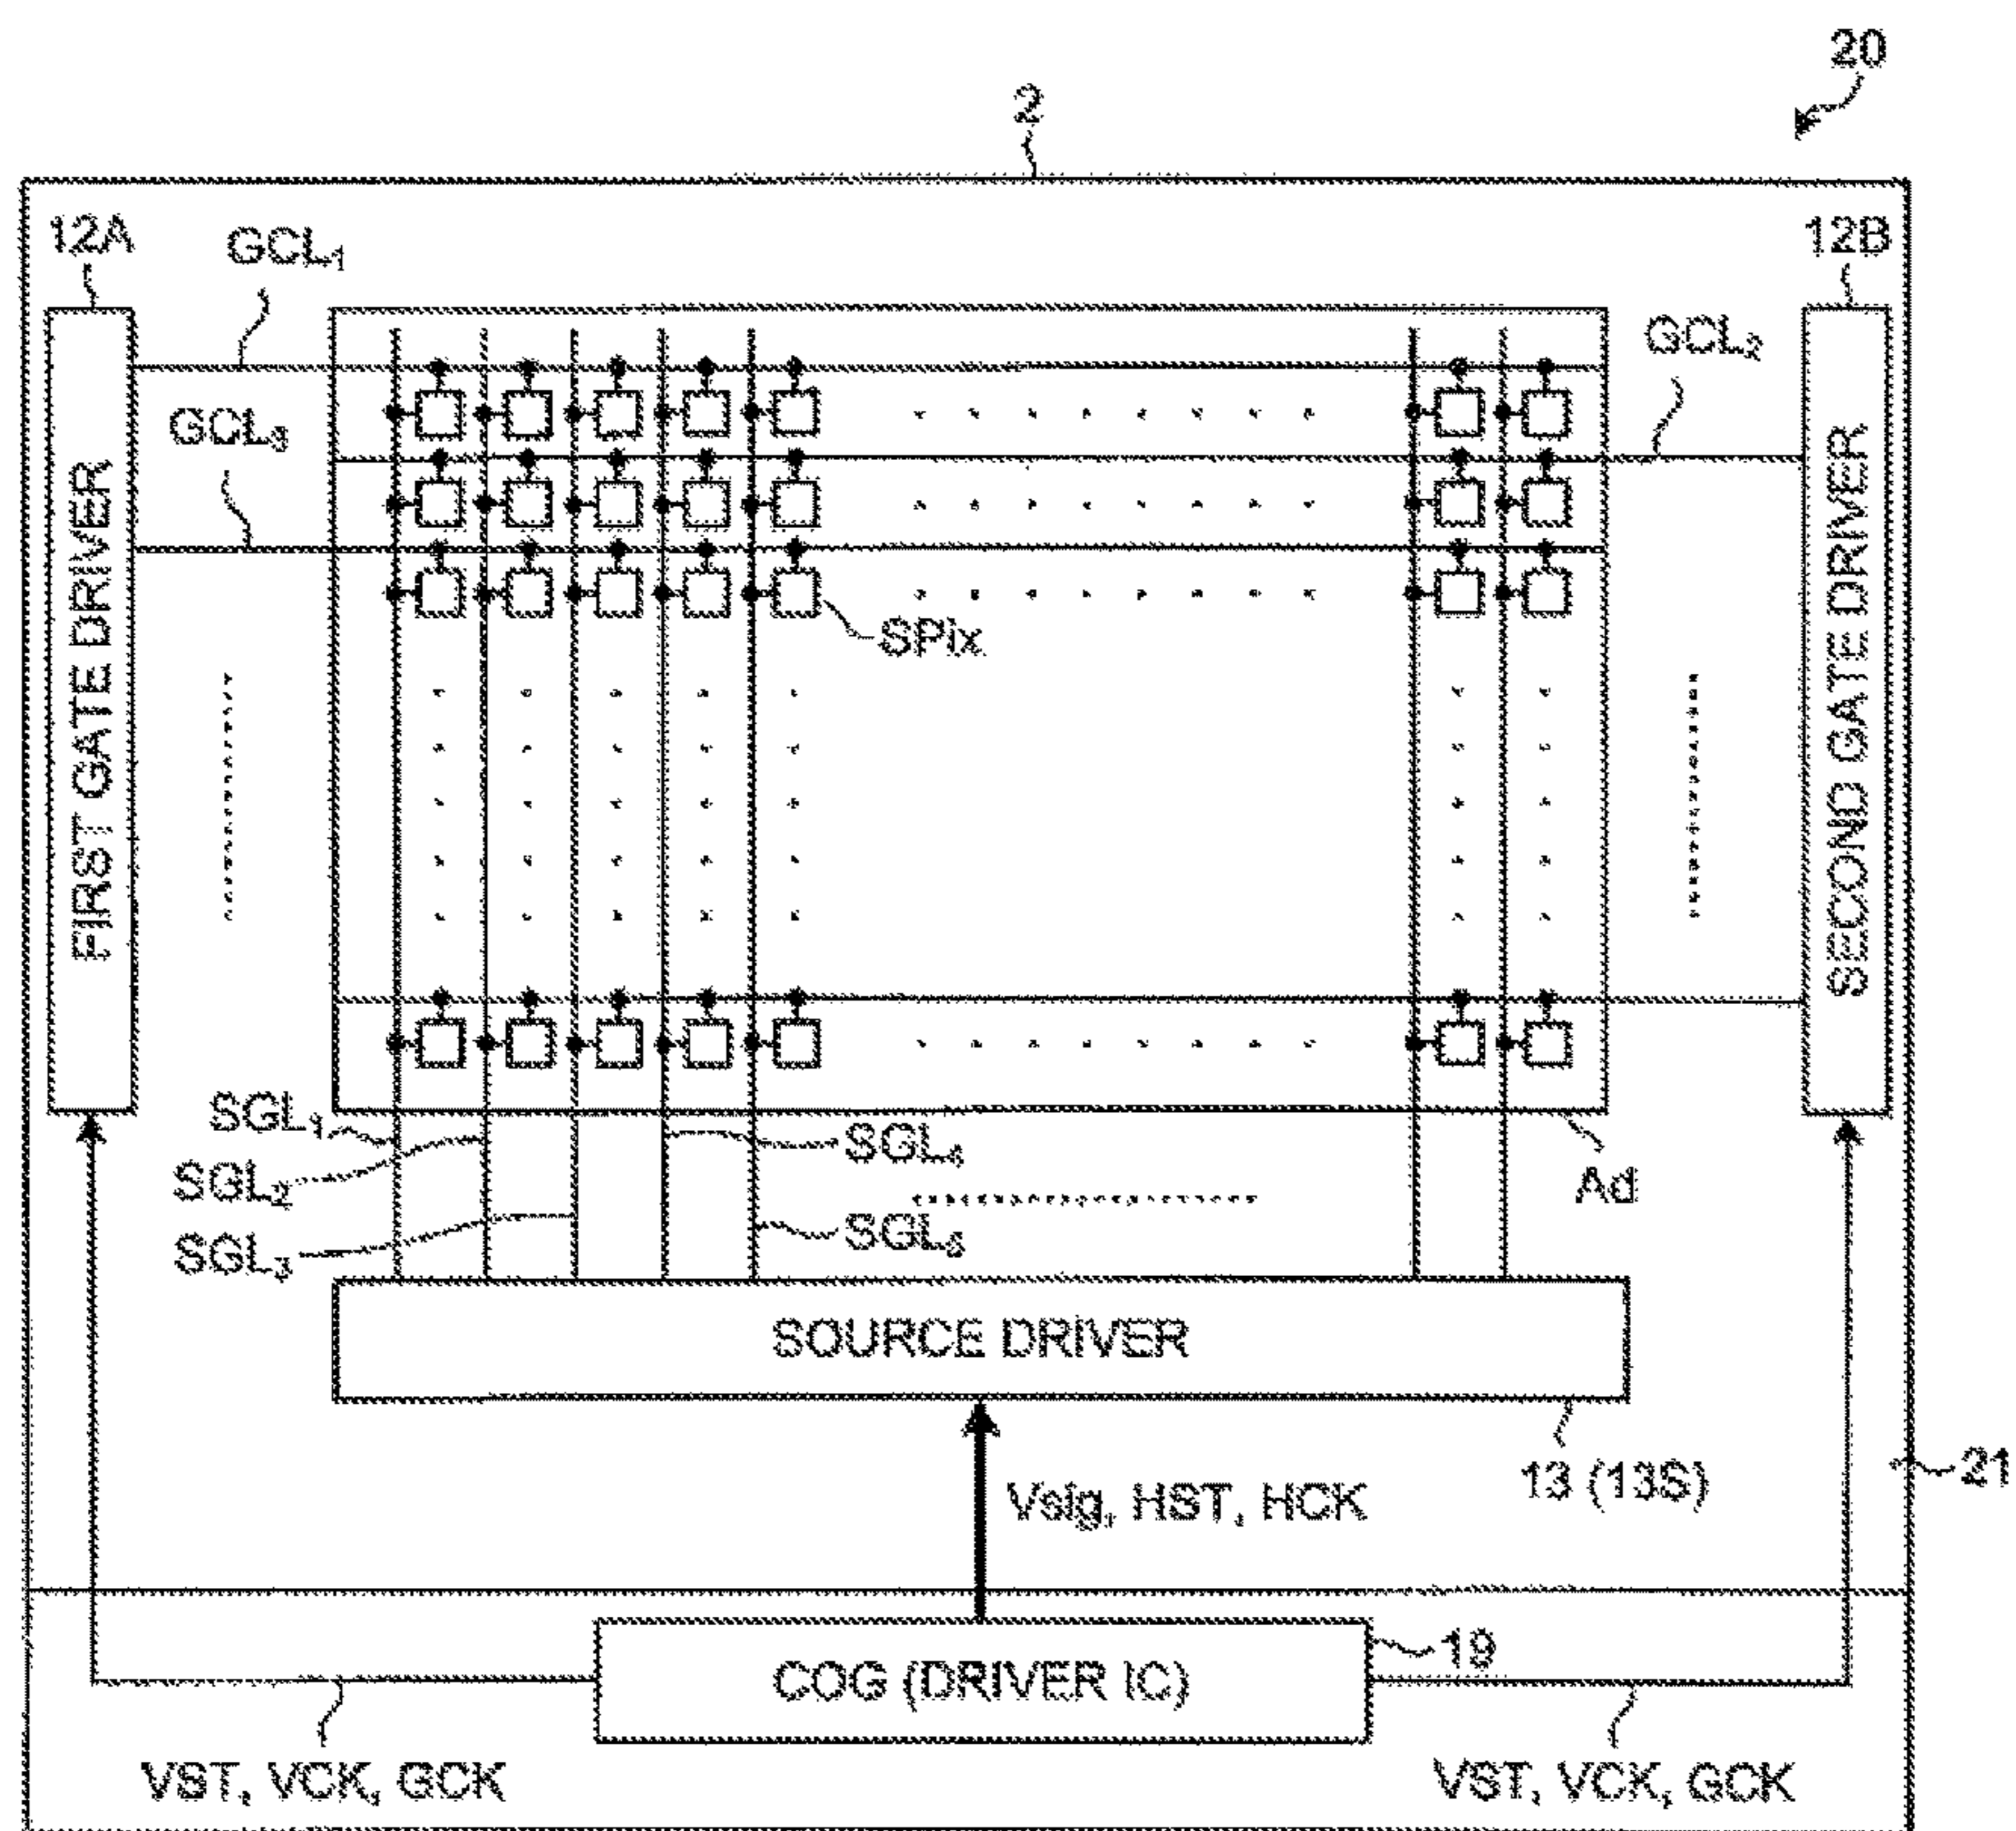 20
2
12A
GCL₁
12B
GCL₂
GCL₃
FIRST GATE DRIVER
SECOND GATE DRIVER
SPix
SGL₁
SGL₂
SGL₃
SGL₄
SGL₅
Ad
SOURCE DRIVER
13 (13S)
21
Vsig, HST, HCK
19
COG (DRIVER IC)
VST, VCK, GCK
VST, VCK, GCK